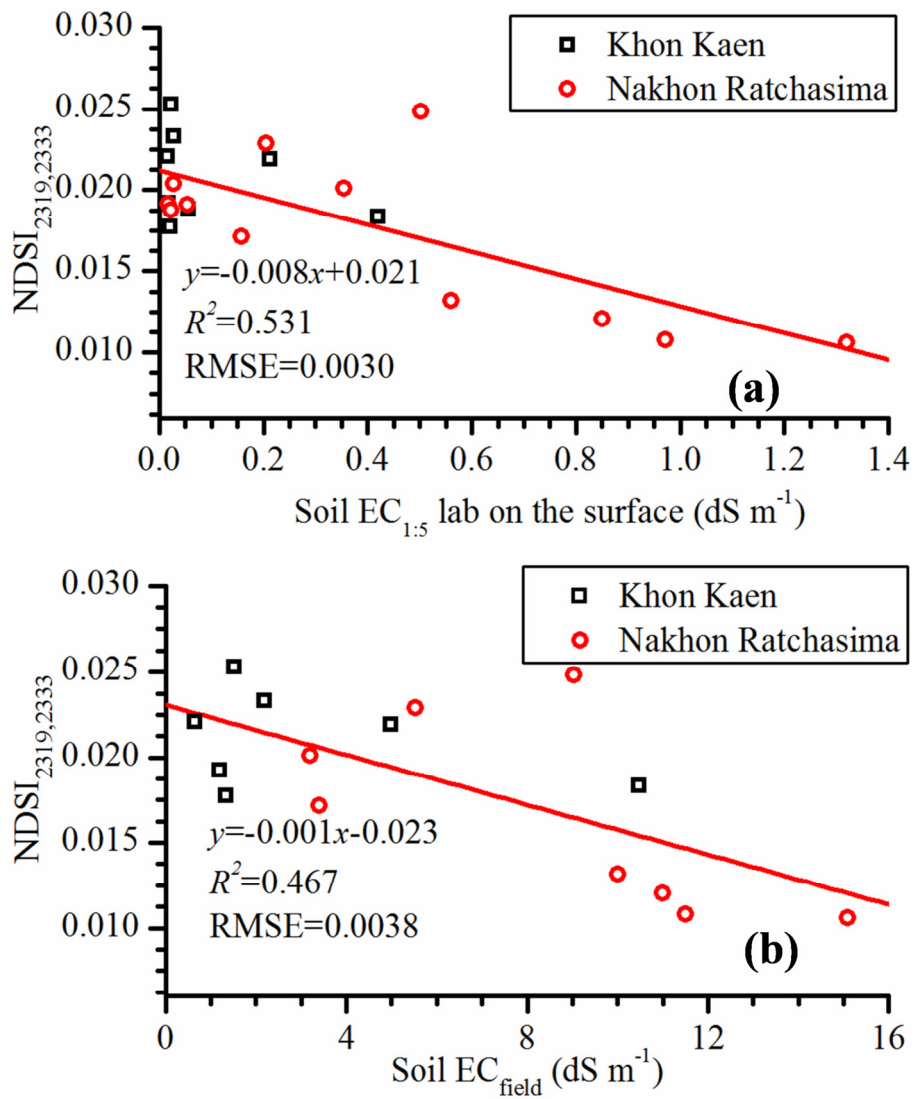 0.030
0.025
0.020
0.015
0.010
NDSI2319,2333
Khon Kaen
Nakhon Ratchasima
y=-0.008x+0.021
R²=0.531
RMSE=0.0030
(a)
0.0 0.2 0.4 0.6 0.8 1.0 1.2 1.4
Soil EC1:5 lab on the surface (dS m⁻¹)
0.030
0.025
0.020
0.015
0.010
NDSI2319,2333
Khon Kaen
Nakhon Ratchasima
y=-0.001x-0.023
R²=0.467
RMSE=0.0038
(b)
0 4 8 12 16
Soil ECfield (dS m⁻¹)